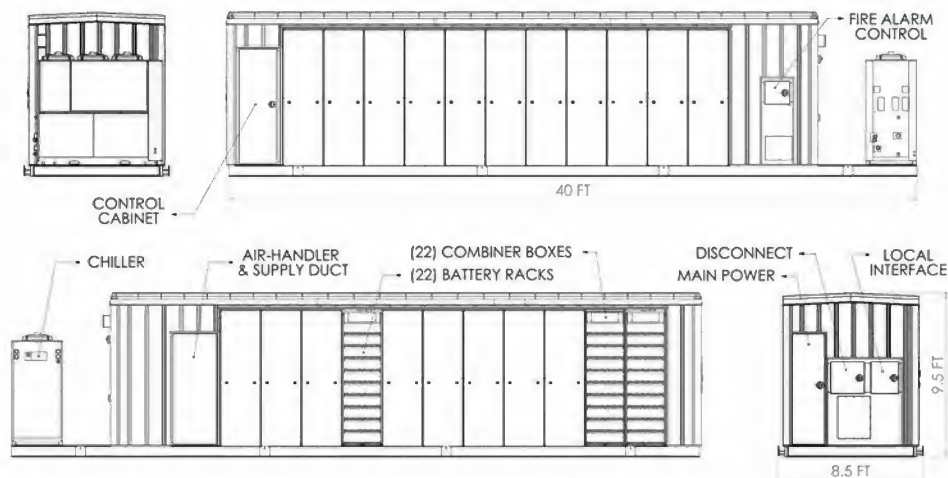 FIRE ALARM
CONTROL
40 FT
CONTROL
CABINET
CHILLER
AIR-HANDLER
& SUPPLY DUCT
(22) COMBINER BOXES
(22) BATTERY RACKS
DISCONNECT
MAIN POWER
LOCAL
INTERFACE
9.5 FT
8.5 FT